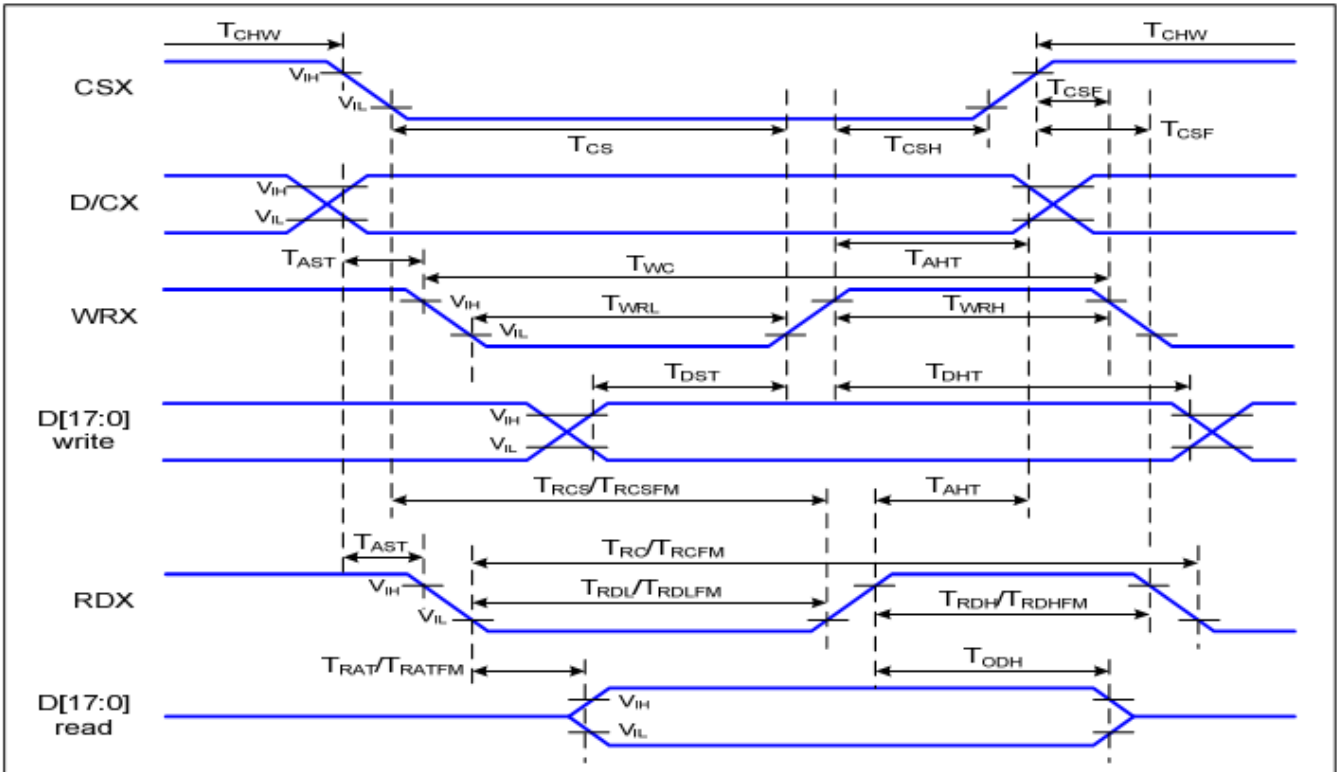 TCHW TCHW
CSX VIH TCSF
VIL TCS TCSH TCSF
D/CX VIH
VIL
TAST TWC TAHT
WRX VIH TWRL TWRH
VIL
TDST TDHT
D[17:0] VIH
write VIL
TRCS/TRCSFM TAHT
TAST TRC/TRCFM
RDX VIH TRDL/TRDLFM TRDH/TRDHFM
VIL
TRAT/TRATFM TODH
D[17:0] VIH
read VIL